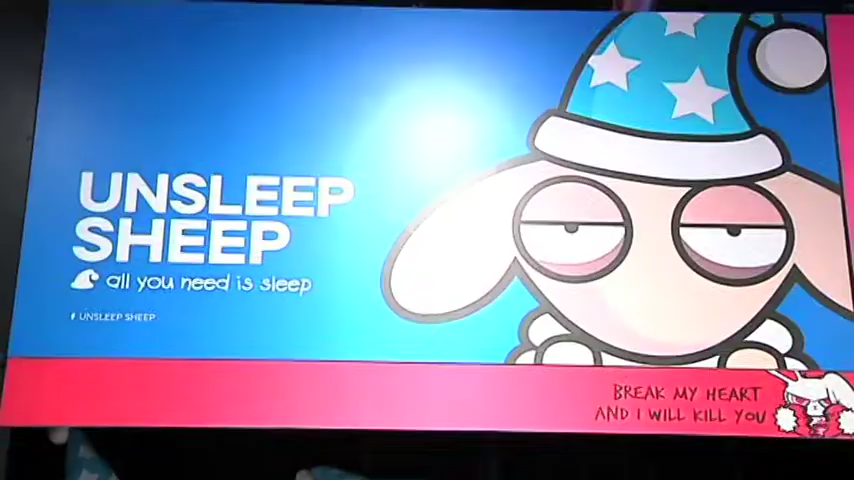 UNSLEEP
SHEEP
all you need is sleep
UNSLEEP SHEEP
BREAK MY HEART
AND I WILL KILL YOU